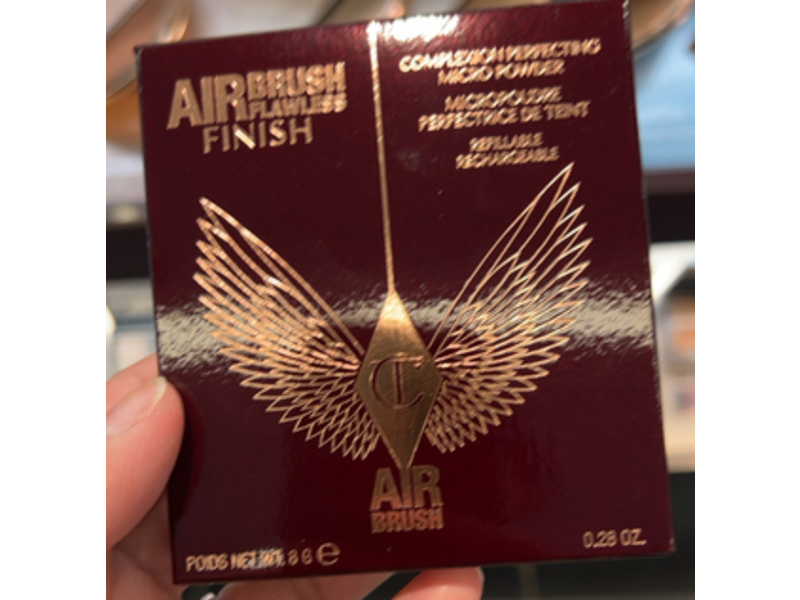 AIRBRUSH
FLAWLESS
FINISH
COMPLEXION PERFECTING
MICRO POWDER
MICROPOUDRE
PERFECTRICE DE TEINT
REFILLABLE
RECHARGEABLE
CT
AIR
BRUSH
POIDS NET WT. 8 G e
0.28 OZ.